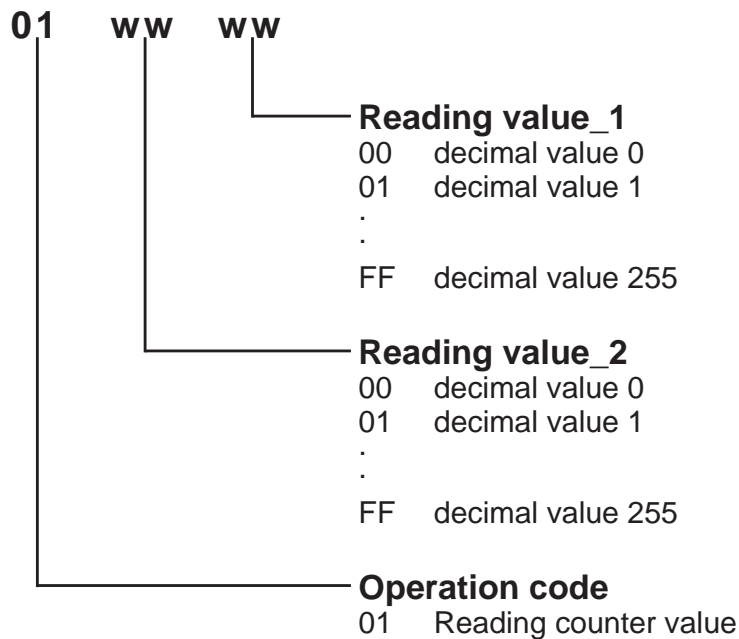 01 ww ww
Reading value_1
00 decimal value 0
01 decimal value 1
.
.
FF decimal value 255
Reading value_2
00 decimal value 0
01 decimal value 1
.
.
FF decimal value 255
Operation code
01 Reading counter value